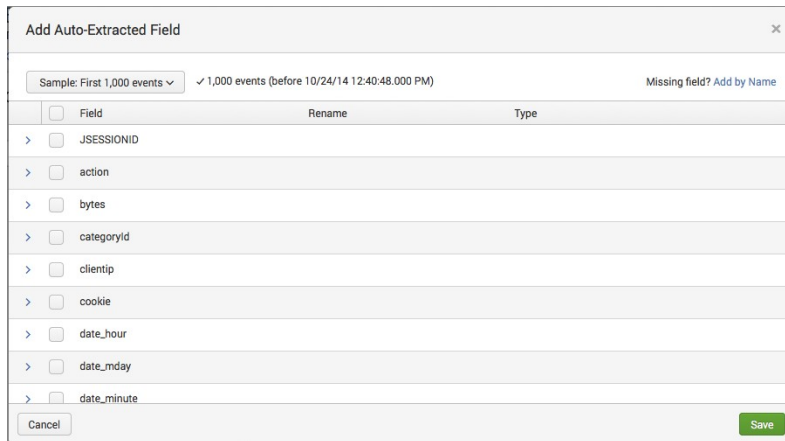 Add Auto-Extracted Field
Sample: First 1,000 events ✓ 1,000 events (before 10/24/14 12:40:48.000 PM) Missing field? Add by Name
Field Rename Type
JSESSIONID
action
bytes
categoryId
clientip
cookie
date_hour
date_mday
date_minute
Cancel Save